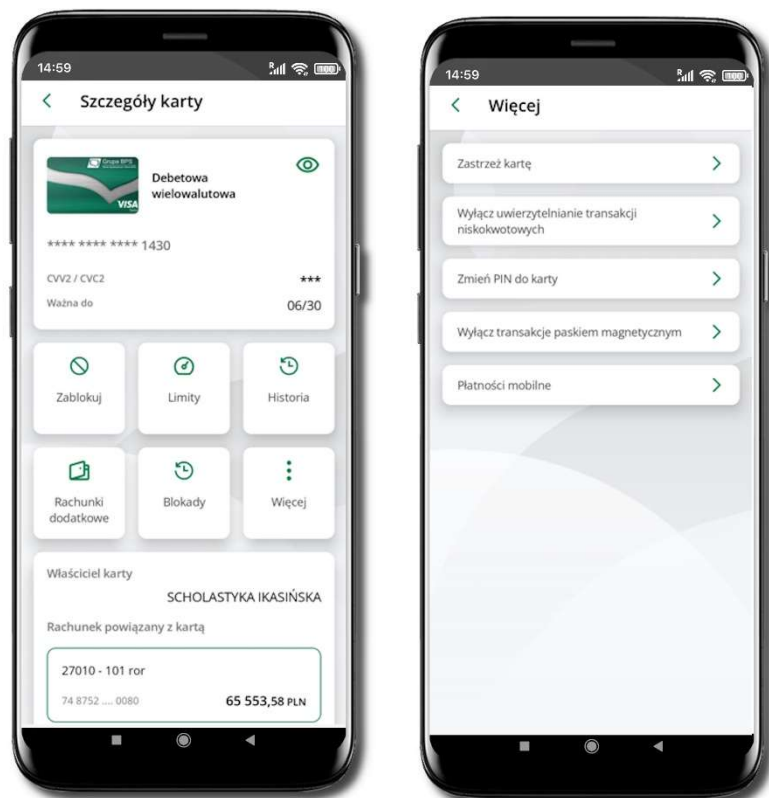 14:59
Szczegóły karty
Grupa BPS
Debetowa
wielowalutowa
VISA
**** **** **** 1430
CVV2 / CVC2
***
Ważna do
06/30
Zablokuj
Limity
Historia
Rachunki
dodatkowe
Blokady
Więcej
Właściciel karty
SCHOLASTYKA IKASIŃSKA
Rachunek powiązany z kartą
27010 - 101 ror
74 8752 .... 0080
65 553,58 PLN
14:59
Więcej
Zastrzeż kartę
Wyłącz uwierzytelnianie transakcji
niskokwotowych
Zmień PIN do karty
Wyłącz transakcje paskiem magnetycznym
Płatności mobilne